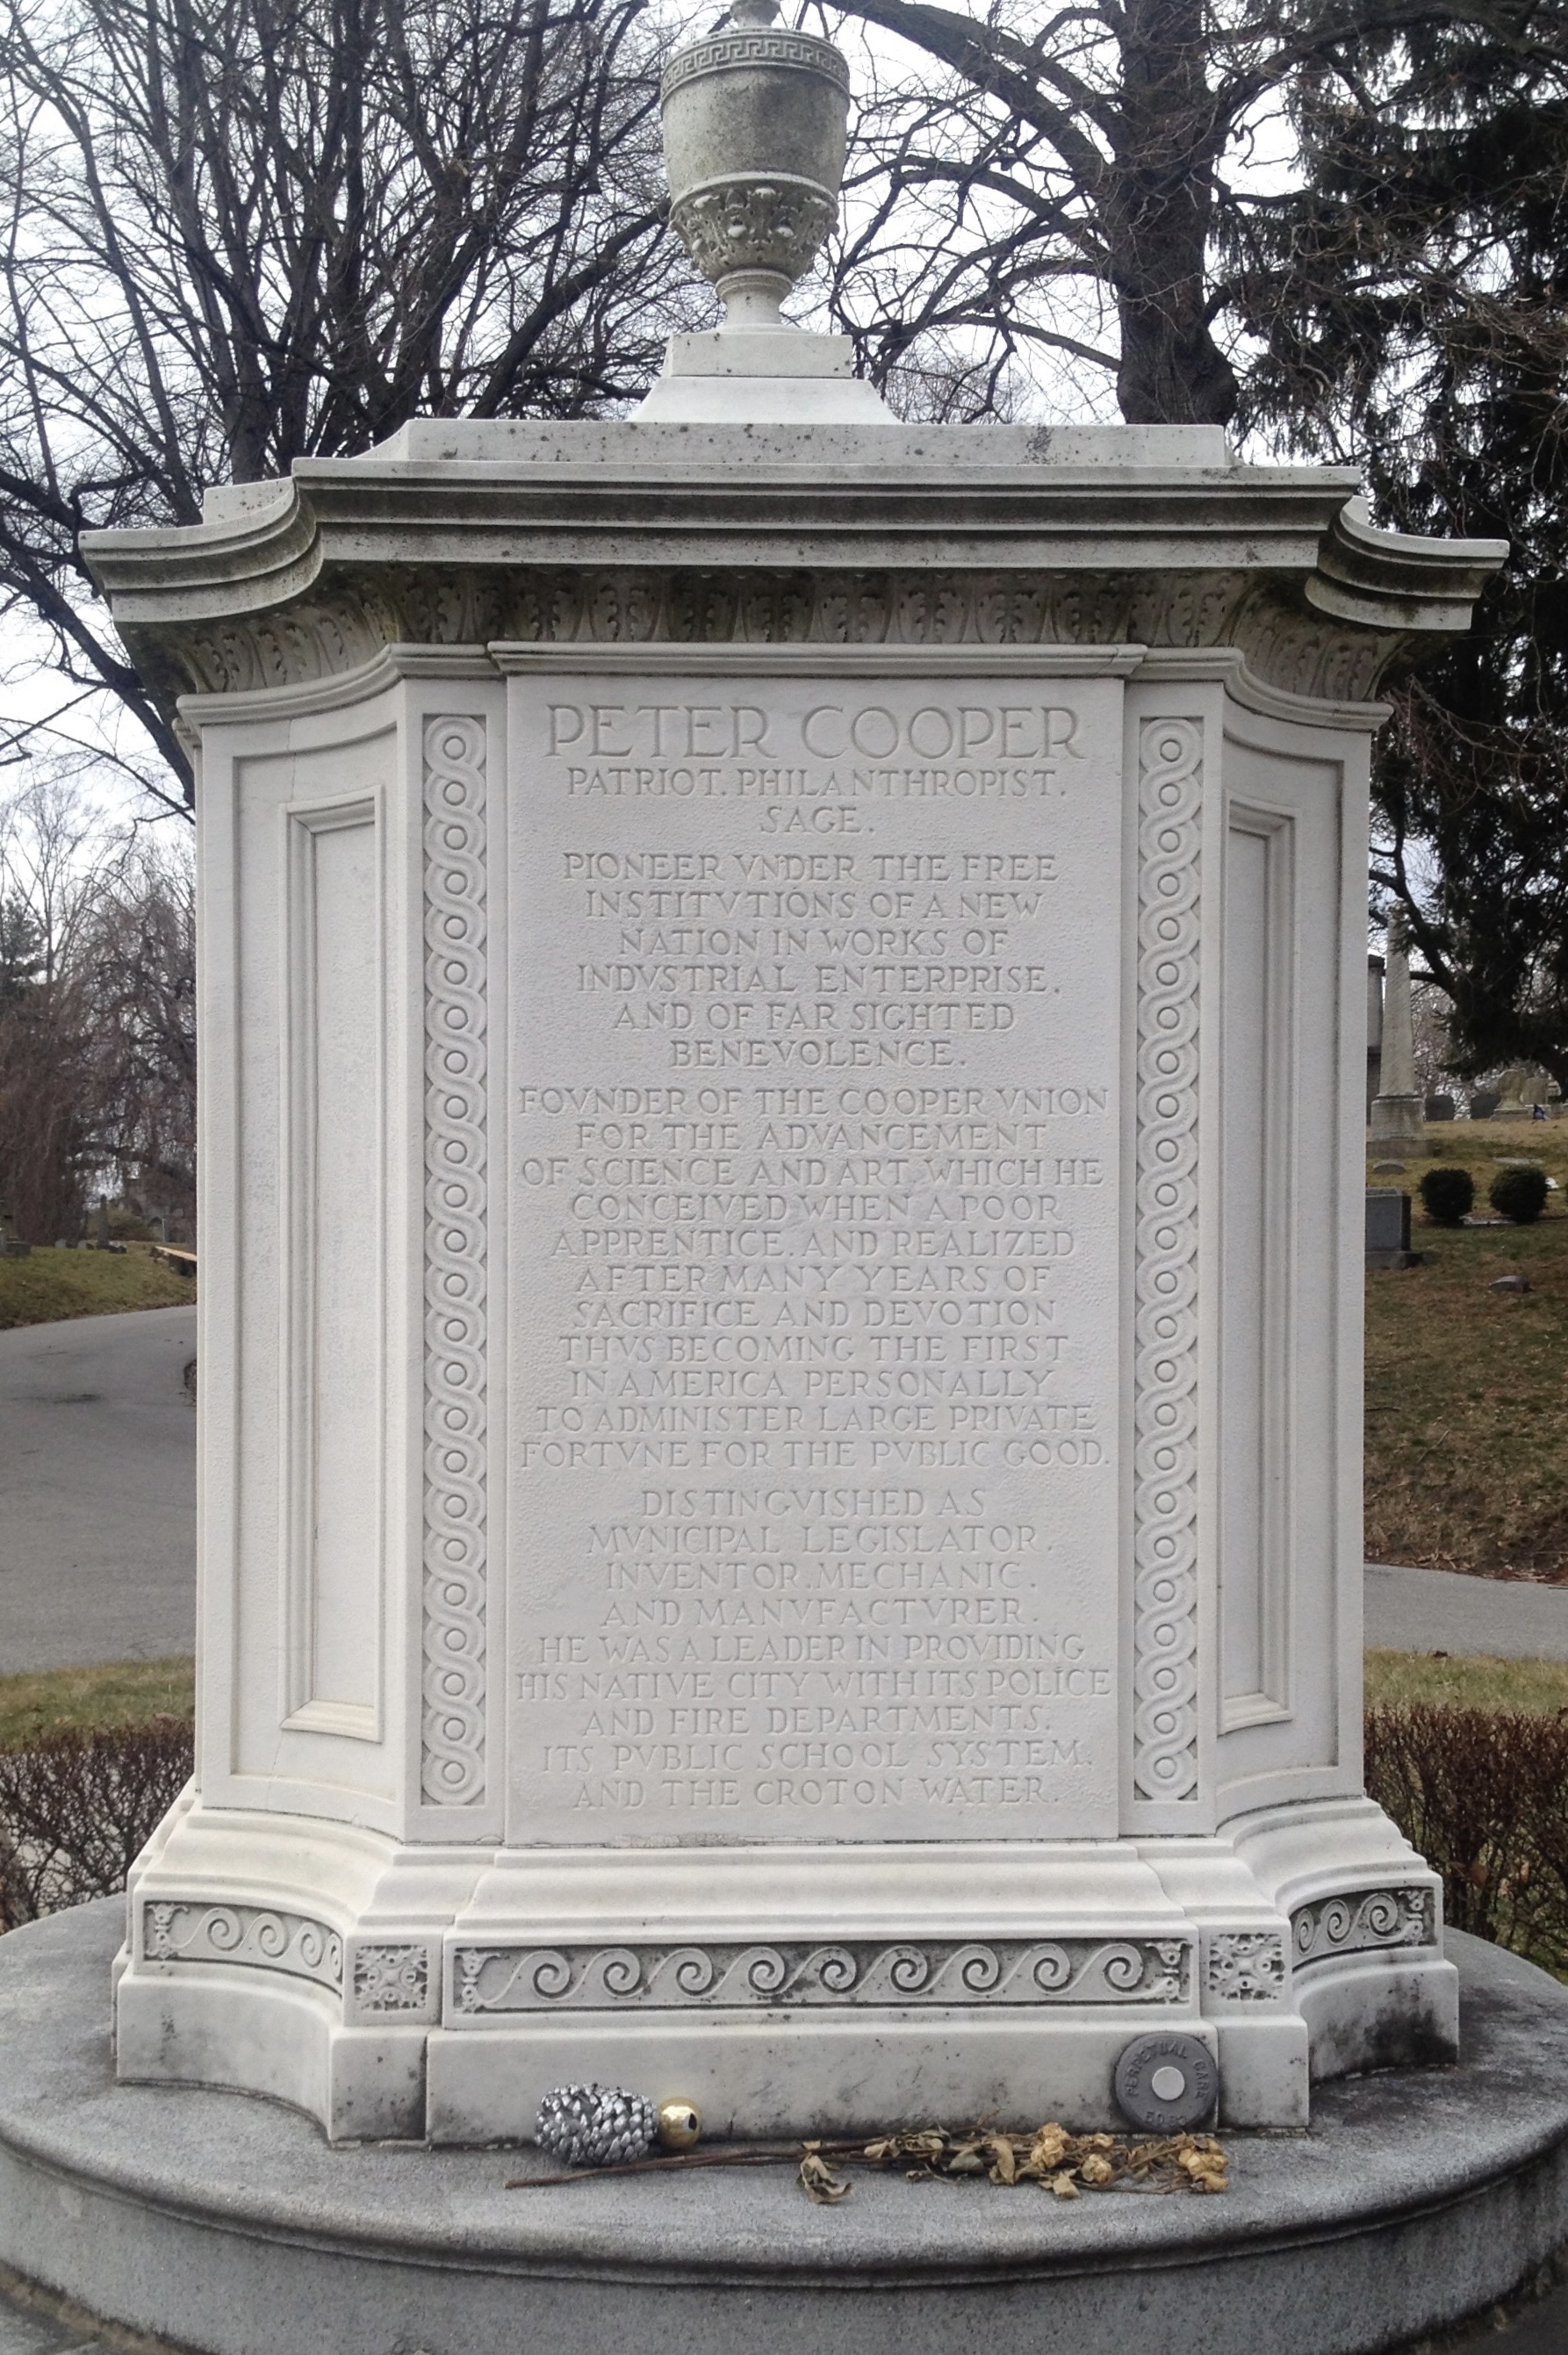 PETER COOPER
PATRIOT. PHILANTHROPIST.
SAGE.
PIONEER VNDER THE FREE
INSTITVTIONS OF A NEW
NATION IN WORKS OF
INDVSTRIAL ENTERPRISE.
AND OF FAR SIGHTED
BENEVOLENCE.
FOVNDER OF THE COOPER VNION
FOR THE ADVANCEMENT
OF SCIENCE AND ART, WHICH HE
CONCEIVED WHEN A POOR
APPRENTICE. AND REALIZED
AFTER MANY YEARS OF
SACRIFICE AND DEVOTION
THVS BECOMING THE FIRST
IN AMERICA PERSONALLY
TO ADMINISTER LARGE PRIVATE
FORTVNE FOR THE PVBLIC GOOD.
DISTINGVISHED AS
MVNICIPAL LEGISLATOR.
INVENTOR. MECHANIC.
AND MANVFACTVRER.
HE WAS A LEADER IN PROVIDING
HIS NATIVE CITY WITH ITS POLICE
AND FIRE DEPARTMENTS.
ITS PVBLIC SCHOOL SYSTEM.
AND THE CROTON WATER.
PERPETUAL CARE